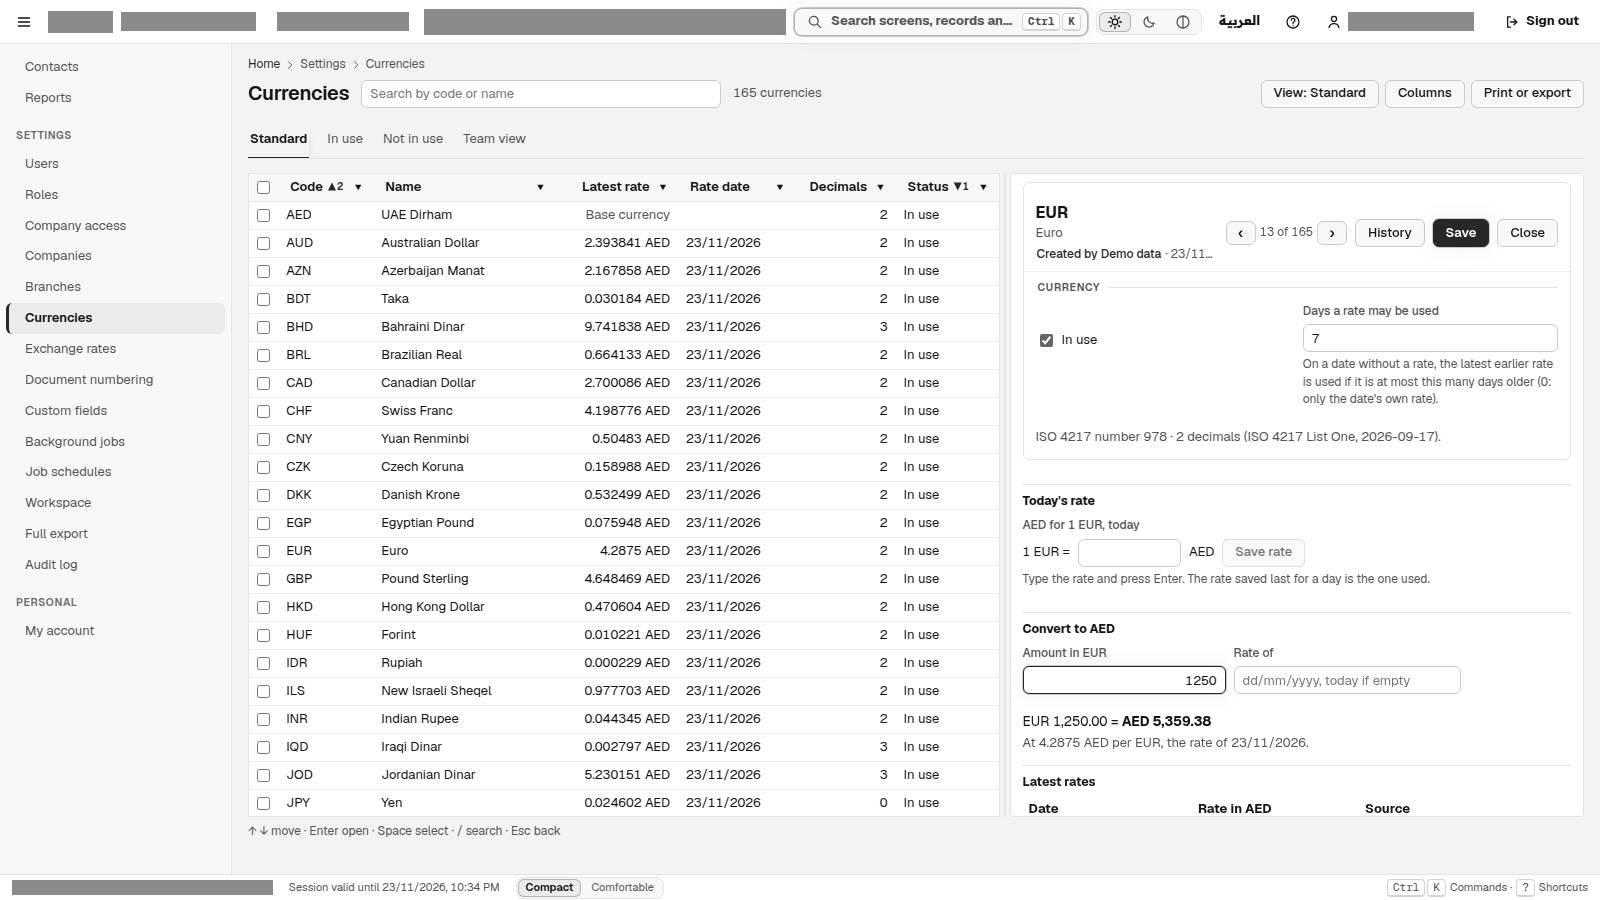 Search screens, records an... Ctrl K العربية Sign out
Contacts
Reports
SETTINGS
Users
Roles
Company access
Companies
Branches
Currencies
Exchange rates
Document numbering
Custom fields
Background jobs
Job schedules
Workspace
Full export
Audit log
PERSONAL
My account
Home > Settings > Currencies
Currencies Search by code or name 165 currencies View: Standard Columns Print or export
Standard In use Not in use Team view
Code ▲2 ▼ Name ▼ Latest rate ▼ Rate date ▼ Decimals ▼ Status ▼1 ▼
AED UAE Dirham Base currency 2 In use
AUD Australian Dollar 2.393841 AED 23/11/2026 2 In use
AZN Azerbaijan Manat 2.167858 AED 23/11/2026 2 In use
BDT Taka 0.030184 AED 23/11/2026 2 In use
BHD Bahraini Dinar 9.741838 AED 23/11/2026 3 In use
BRL Brazilian Real 0.664133 AED 23/11/2026 2 In use
CAD Canadian Dollar 2.700086 AED 23/11/2026 2 In use
CHF Swiss Franc 4.198776 AED 23/11/2026 2 In use
CNY Yuan Renminbi 0.50483 AED 23/11/2026 2 In use
CZK Czech Koruna 0.158988 AED 23/11/2026 2 In use
DKK Danish Krone 0.532499 AED 23/11/2026 2 In use
EGP Egyptian Pound 0.075948 AED 23/11/2026 2 In use
EUR Euro 4.2875 AED 23/11/2026 2 In use
GBP Pound Sterling 4.648469 AED 23/11/2026 2 In use
HKD Hong Kong Dollar 0.470604 AED 23/11/2026 2 In use
HUF Forint 0.010221 AED 23/11/2026 2 In use
IDR Rupiah 0.000229 AED 23/11/2026 2 In use
ILS New Israeli Sheqel 0.977703 AED 23/11/2026 2 In use
INR Indian Rupee 0.044345 AED 23/11/2026 2 In use
IQD Iraqi Dinar 0.002797 AED 23/11/2026 3 In use
JOD Jordanian Dinar 5.230151 AED 23/11/2026 3 In use
JPY Yen 0.024602 AED 23/11/2026 0 In use
↑↓ move · Enter open · Space select · / search · Esc back
EUR
Euro
Created by Demo data · 23/11...
‹ 13 of 165 › History Save Close
CURRENCY
In use
Days a rate may be used
7
On a date without a rate, the latest earlier rate
is used if it is at most this many days older (0:
only the date's own rate).
ISO 4217 number 978 · 2 decimals (ISO 4217 List One, 2026-09-17).
Today's rate
AED for 1 EUR, today
1 EUR = AED Save rate
Type the rate and press Enter. The rate saved last for a day is the one used.
Convert to AED
Amount in EUR Rate of
1250 dd/mm/yyyy, today if empty
EUR 1,250.00 = AED 5,359.38
At 4.2875 AED per EUR, the rate of 23/11/2026.
Latest rates
Date Rate in AED Source
Session valid until 23/11/2026, 10:34 PM Compact Comfortable Ctrl K Commands · ? Shortcuts